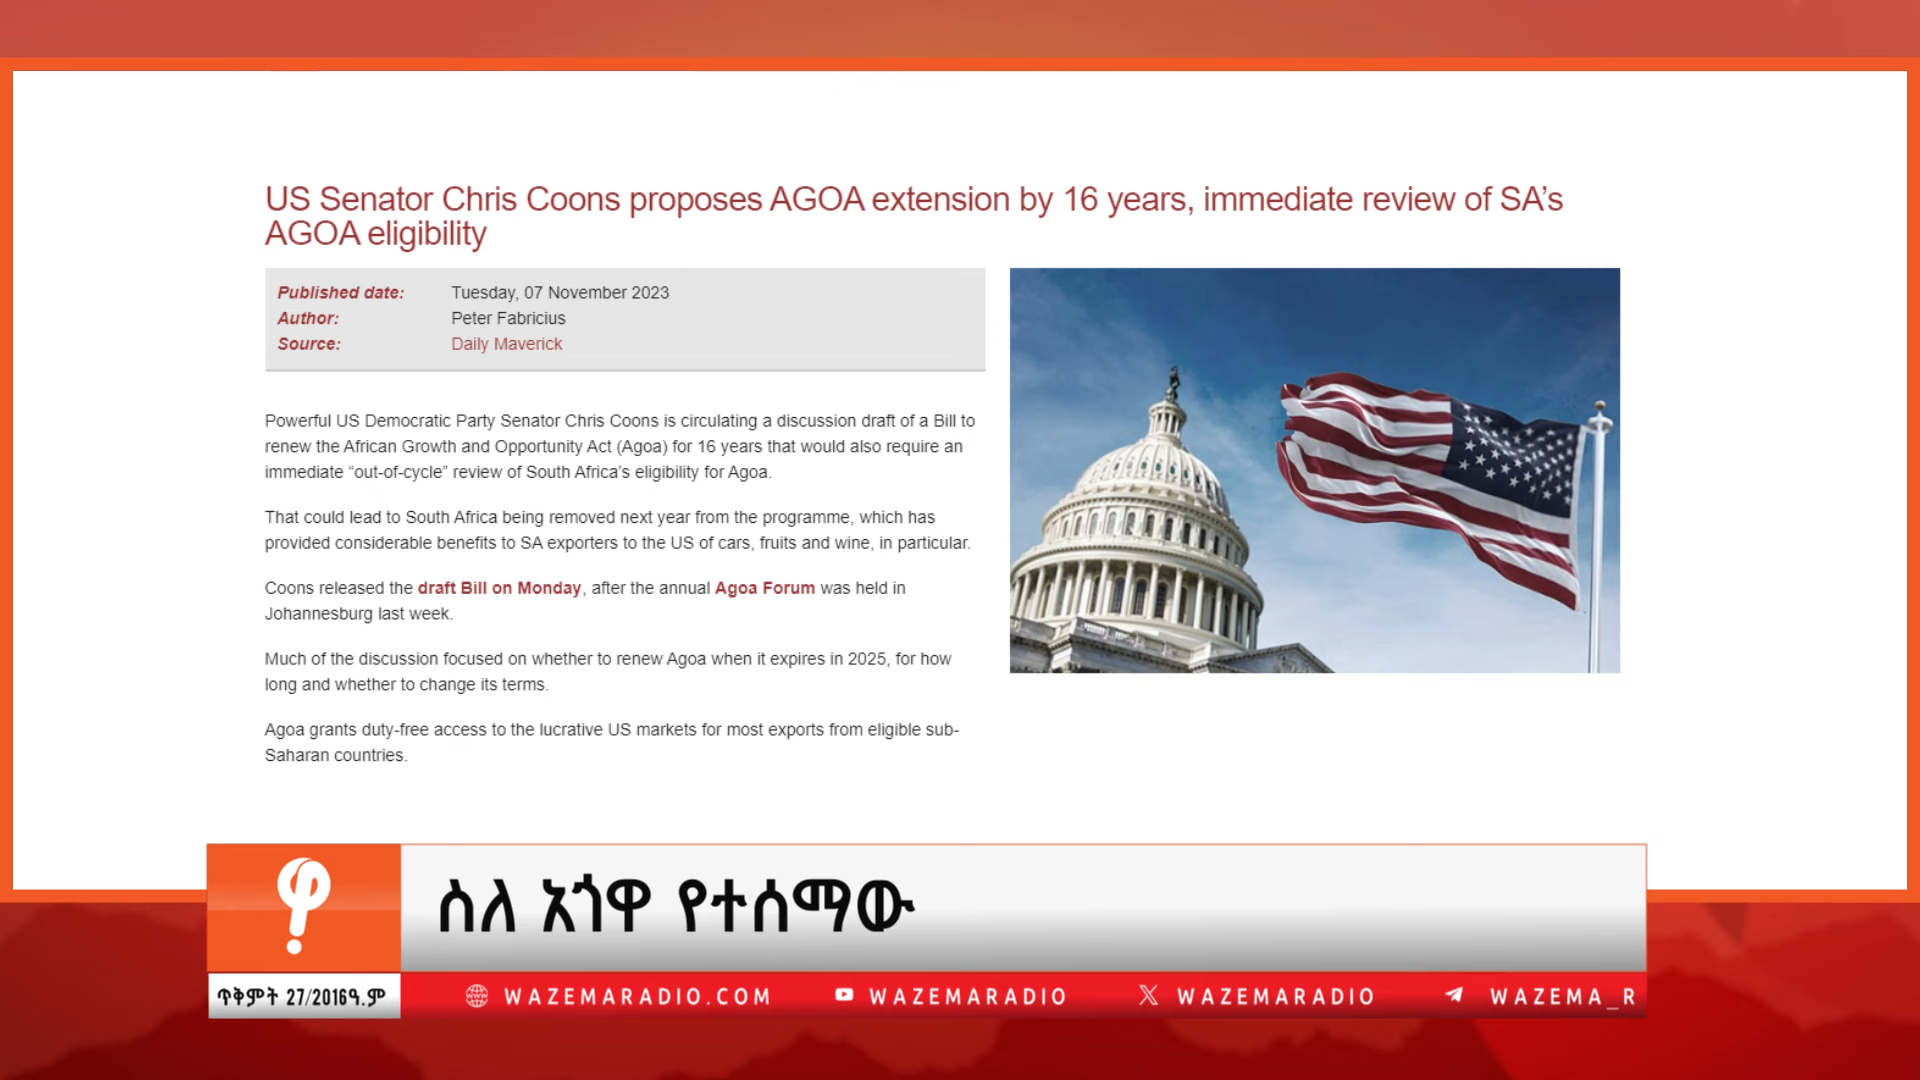 US Senator Chris Coons proposes AGOA extension by 16 years, immediate review of SA’s
AGOA eligibility
Published date: Tuesday, 07 November 2023
Author: Peter Fabricius
Source: Daily Maverick
Powerful US Democratic Party Senator Chris Coons is circulating a discussion draft of a Bill to
renew the African Growth and Opportunity Act (Agoa) for 16 years that would also require an
immediate “out-of-cycle” review of South Africa’s eligibility for Agoa.
That could lead to South Africa being removed next year from the programme, which has
provided considerable benefits to SA exporters to the US of cars, fruits and wine, in particular.
Coons released the draft Bill on Monday, after the annual Agoa Forum was held in
Johannesburg last week.
Much of the discussion focused on whether to renew Agoa when it expires in 2025, for how
long and whether to change its terms.
Agoa grants duty-free access to the lucrative US markets for most exports from eligible sub-
Saharan countries.
ስለ አጎዋ የተሰማው
ጥቅምት 27/2016ዓ.ም WAZEMARADIO.COM WAZEMARADIO WAZEMARADIO WAZEMA_R